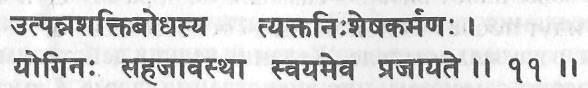 उत्पन्नशक्तिबोधस्य त्यक्तनिःशेषकर्मणः ।
योगिनः सहजावस्था स्वयमेव प्रजायते ।। ११ ।।